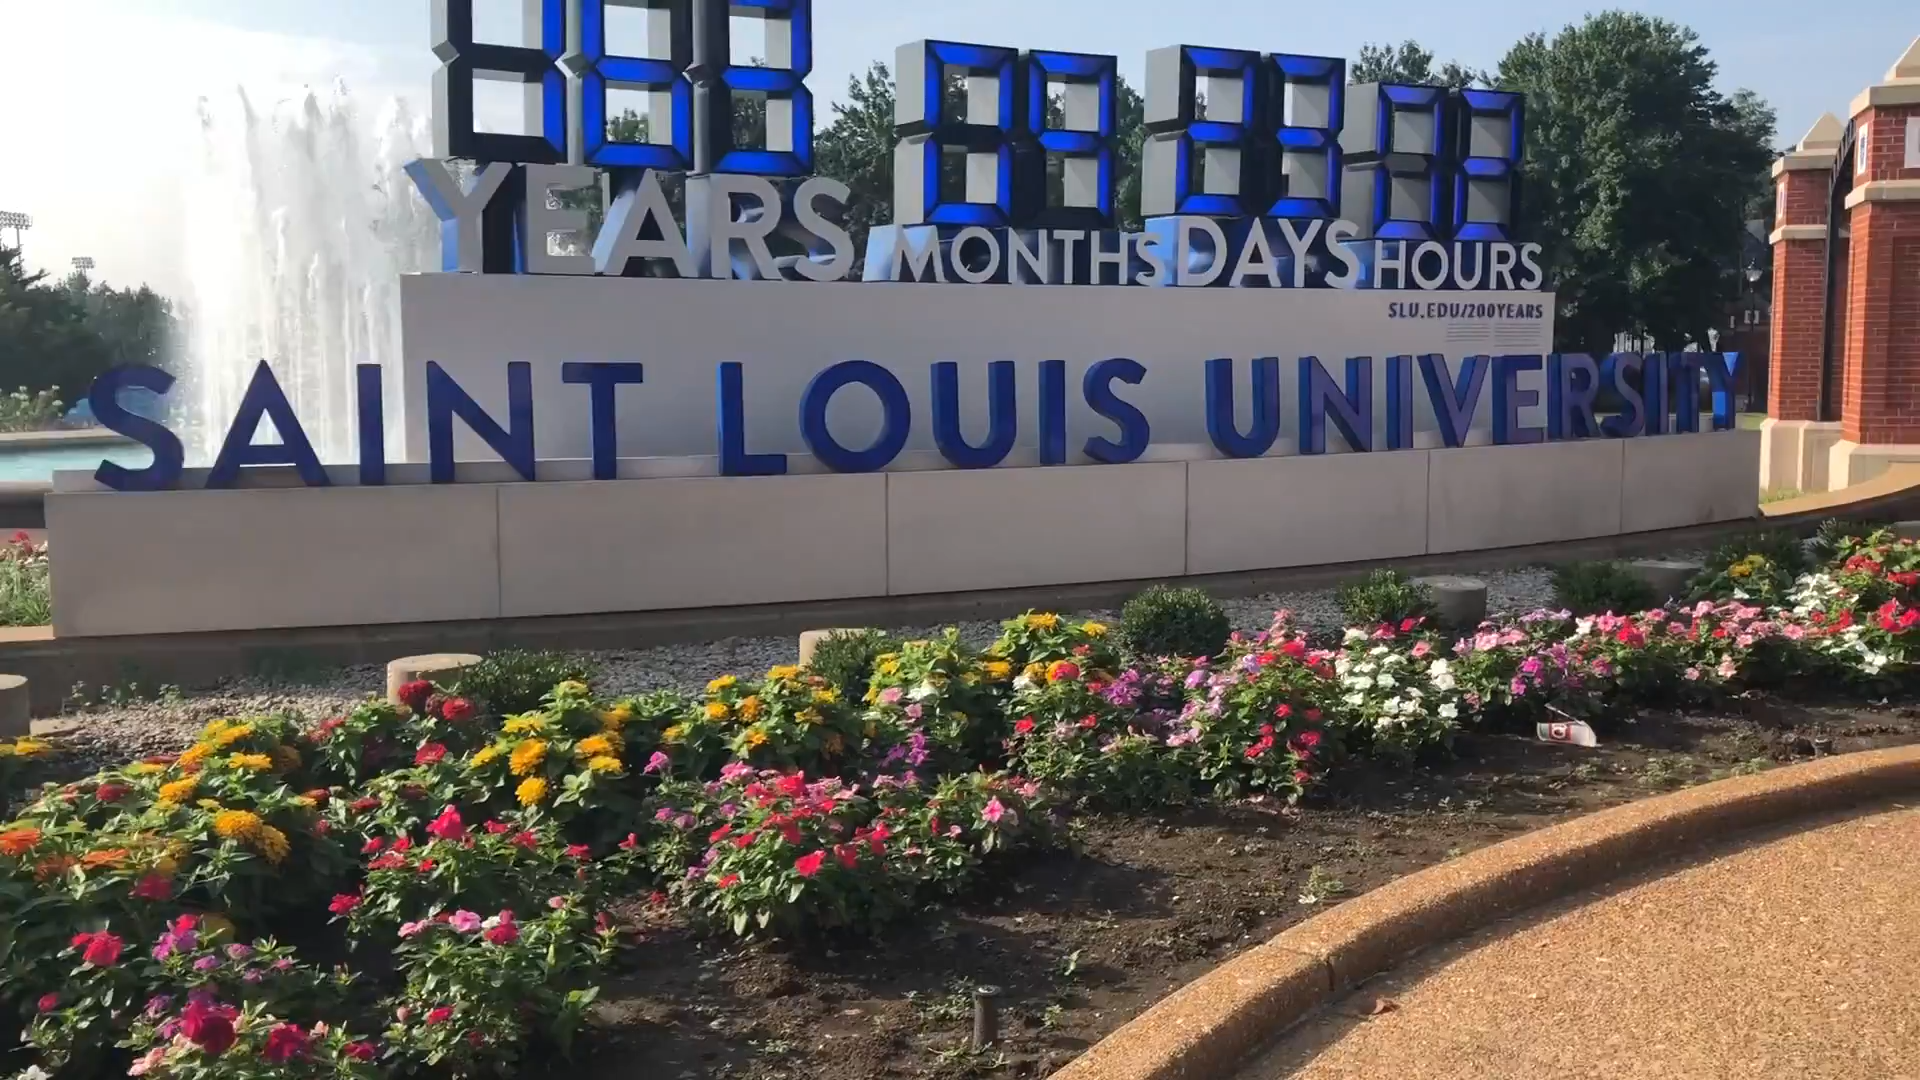 YEARS MONTHS DAYS HOURS
SLU.EDU/200YEARS
SAINT LOUIS UNIVERSITY